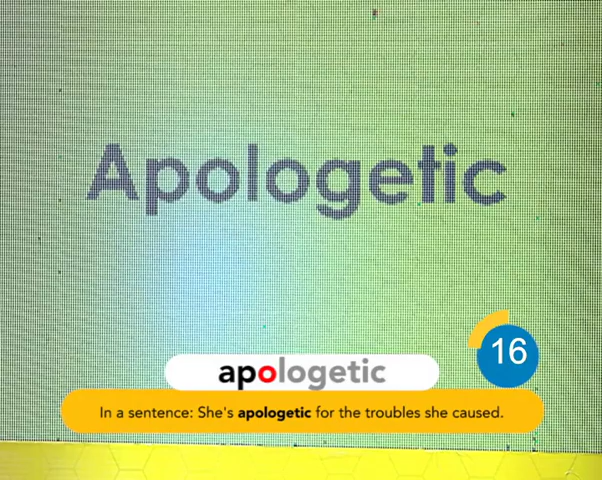 Apologetic
16
apologetic
In a sentence: She's apologetic for the troubles she caused.